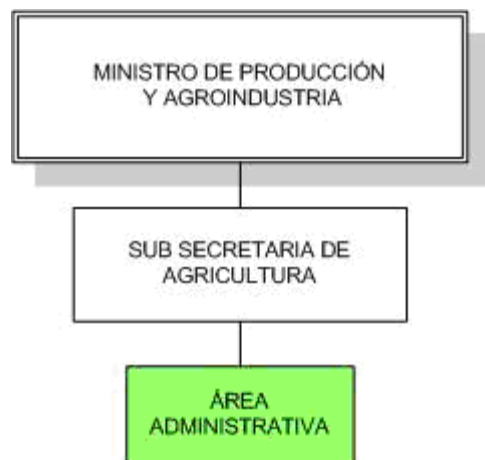 MINISTRO DE PRODUCCIÓN
Y AGROINDUSTRIA
SUB SECRETARIA DE
AGRICULTURA
ÁREA
ADMINISTRATIVA